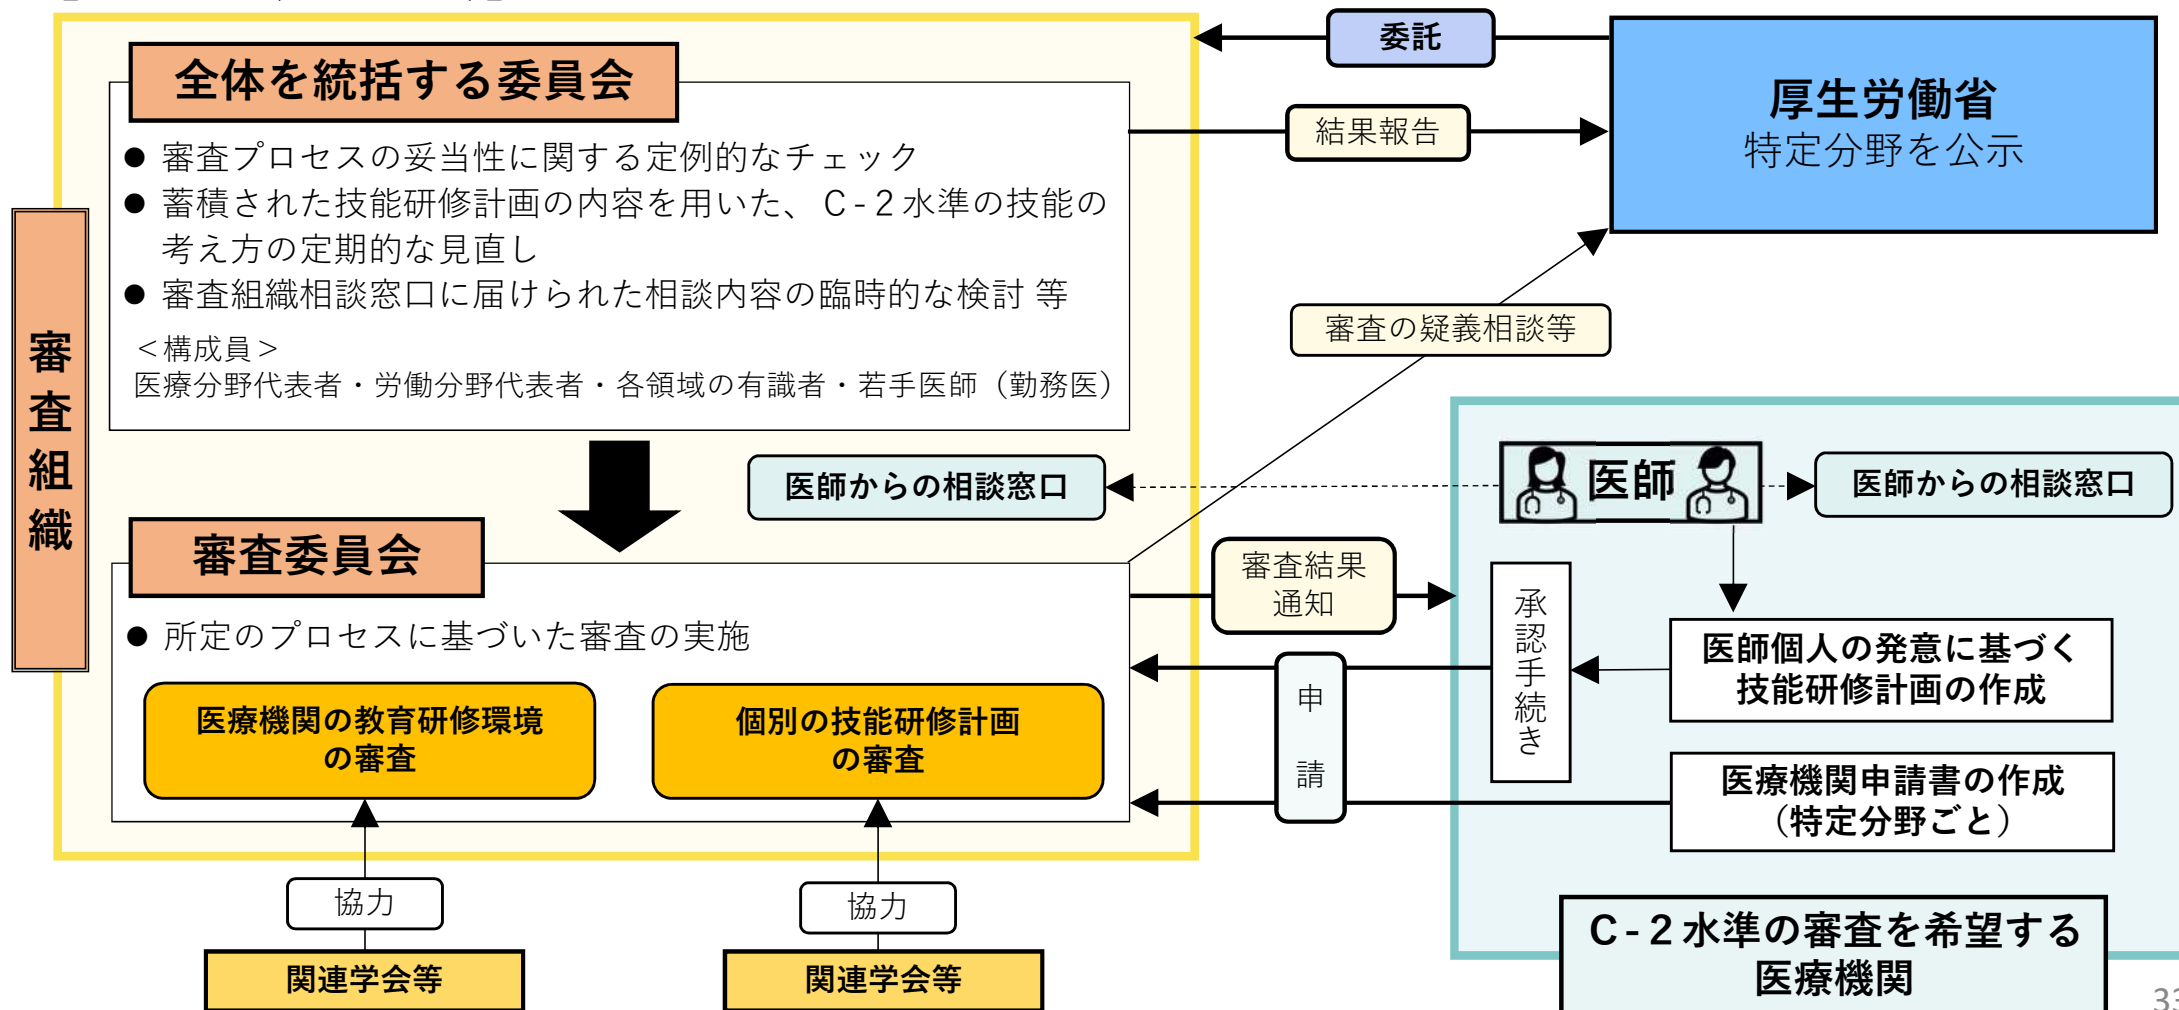 委託
全体を統括する委員会
厚生労働省
特定分野を公示
結果報告
● 審査プロセスの妥当性に関する定例的なチェック
● 蓄積された技能研修計画の内容を用いた、C-2水準の技能の
考え方の定期的な見直し
● 審査組織相談窓口に届けられた相談内容の臨時的な検討 等
<構成員>
医療分野代表者・労働分野代表者・各領域の有識者・若手医師（勤務医）
審査の疑義相談等
審査組織
医師からの相談窓口
医師
医師からの相談窓口
審査委員会
● 所定のプロセスに基づいた審査の実施
審査結果
通知
承認手続き
医師個人の発意に基づく
技能研修計画の作成
申請
医療機関の教育研修環境
の審査
個別の技能研修計画
の審査
医療機関申請書の作成
（特定分野ごと）
協力
協力
関連学会等
関連学会等
C-2水準の審査を希望する
医療機関
33